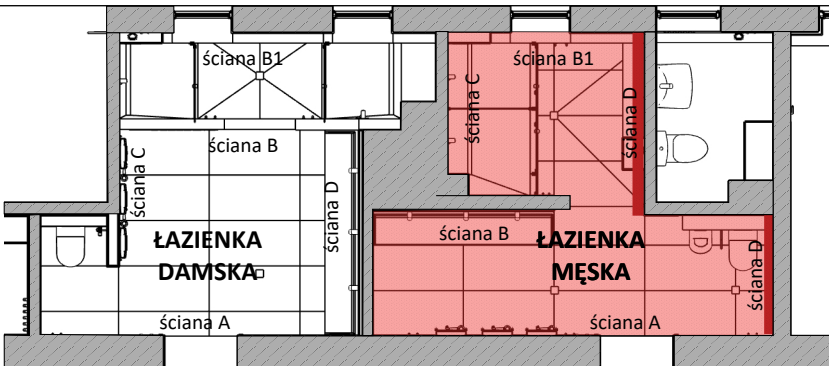 ściana B1
ściana B
ściana C
ściana D
ŁAZIENKA
DAMSKA
ściana A
ściana B1
ściana C
ściana D
ściana B
ŁAZIENKA
MĘSKA
ściana D
ściana A